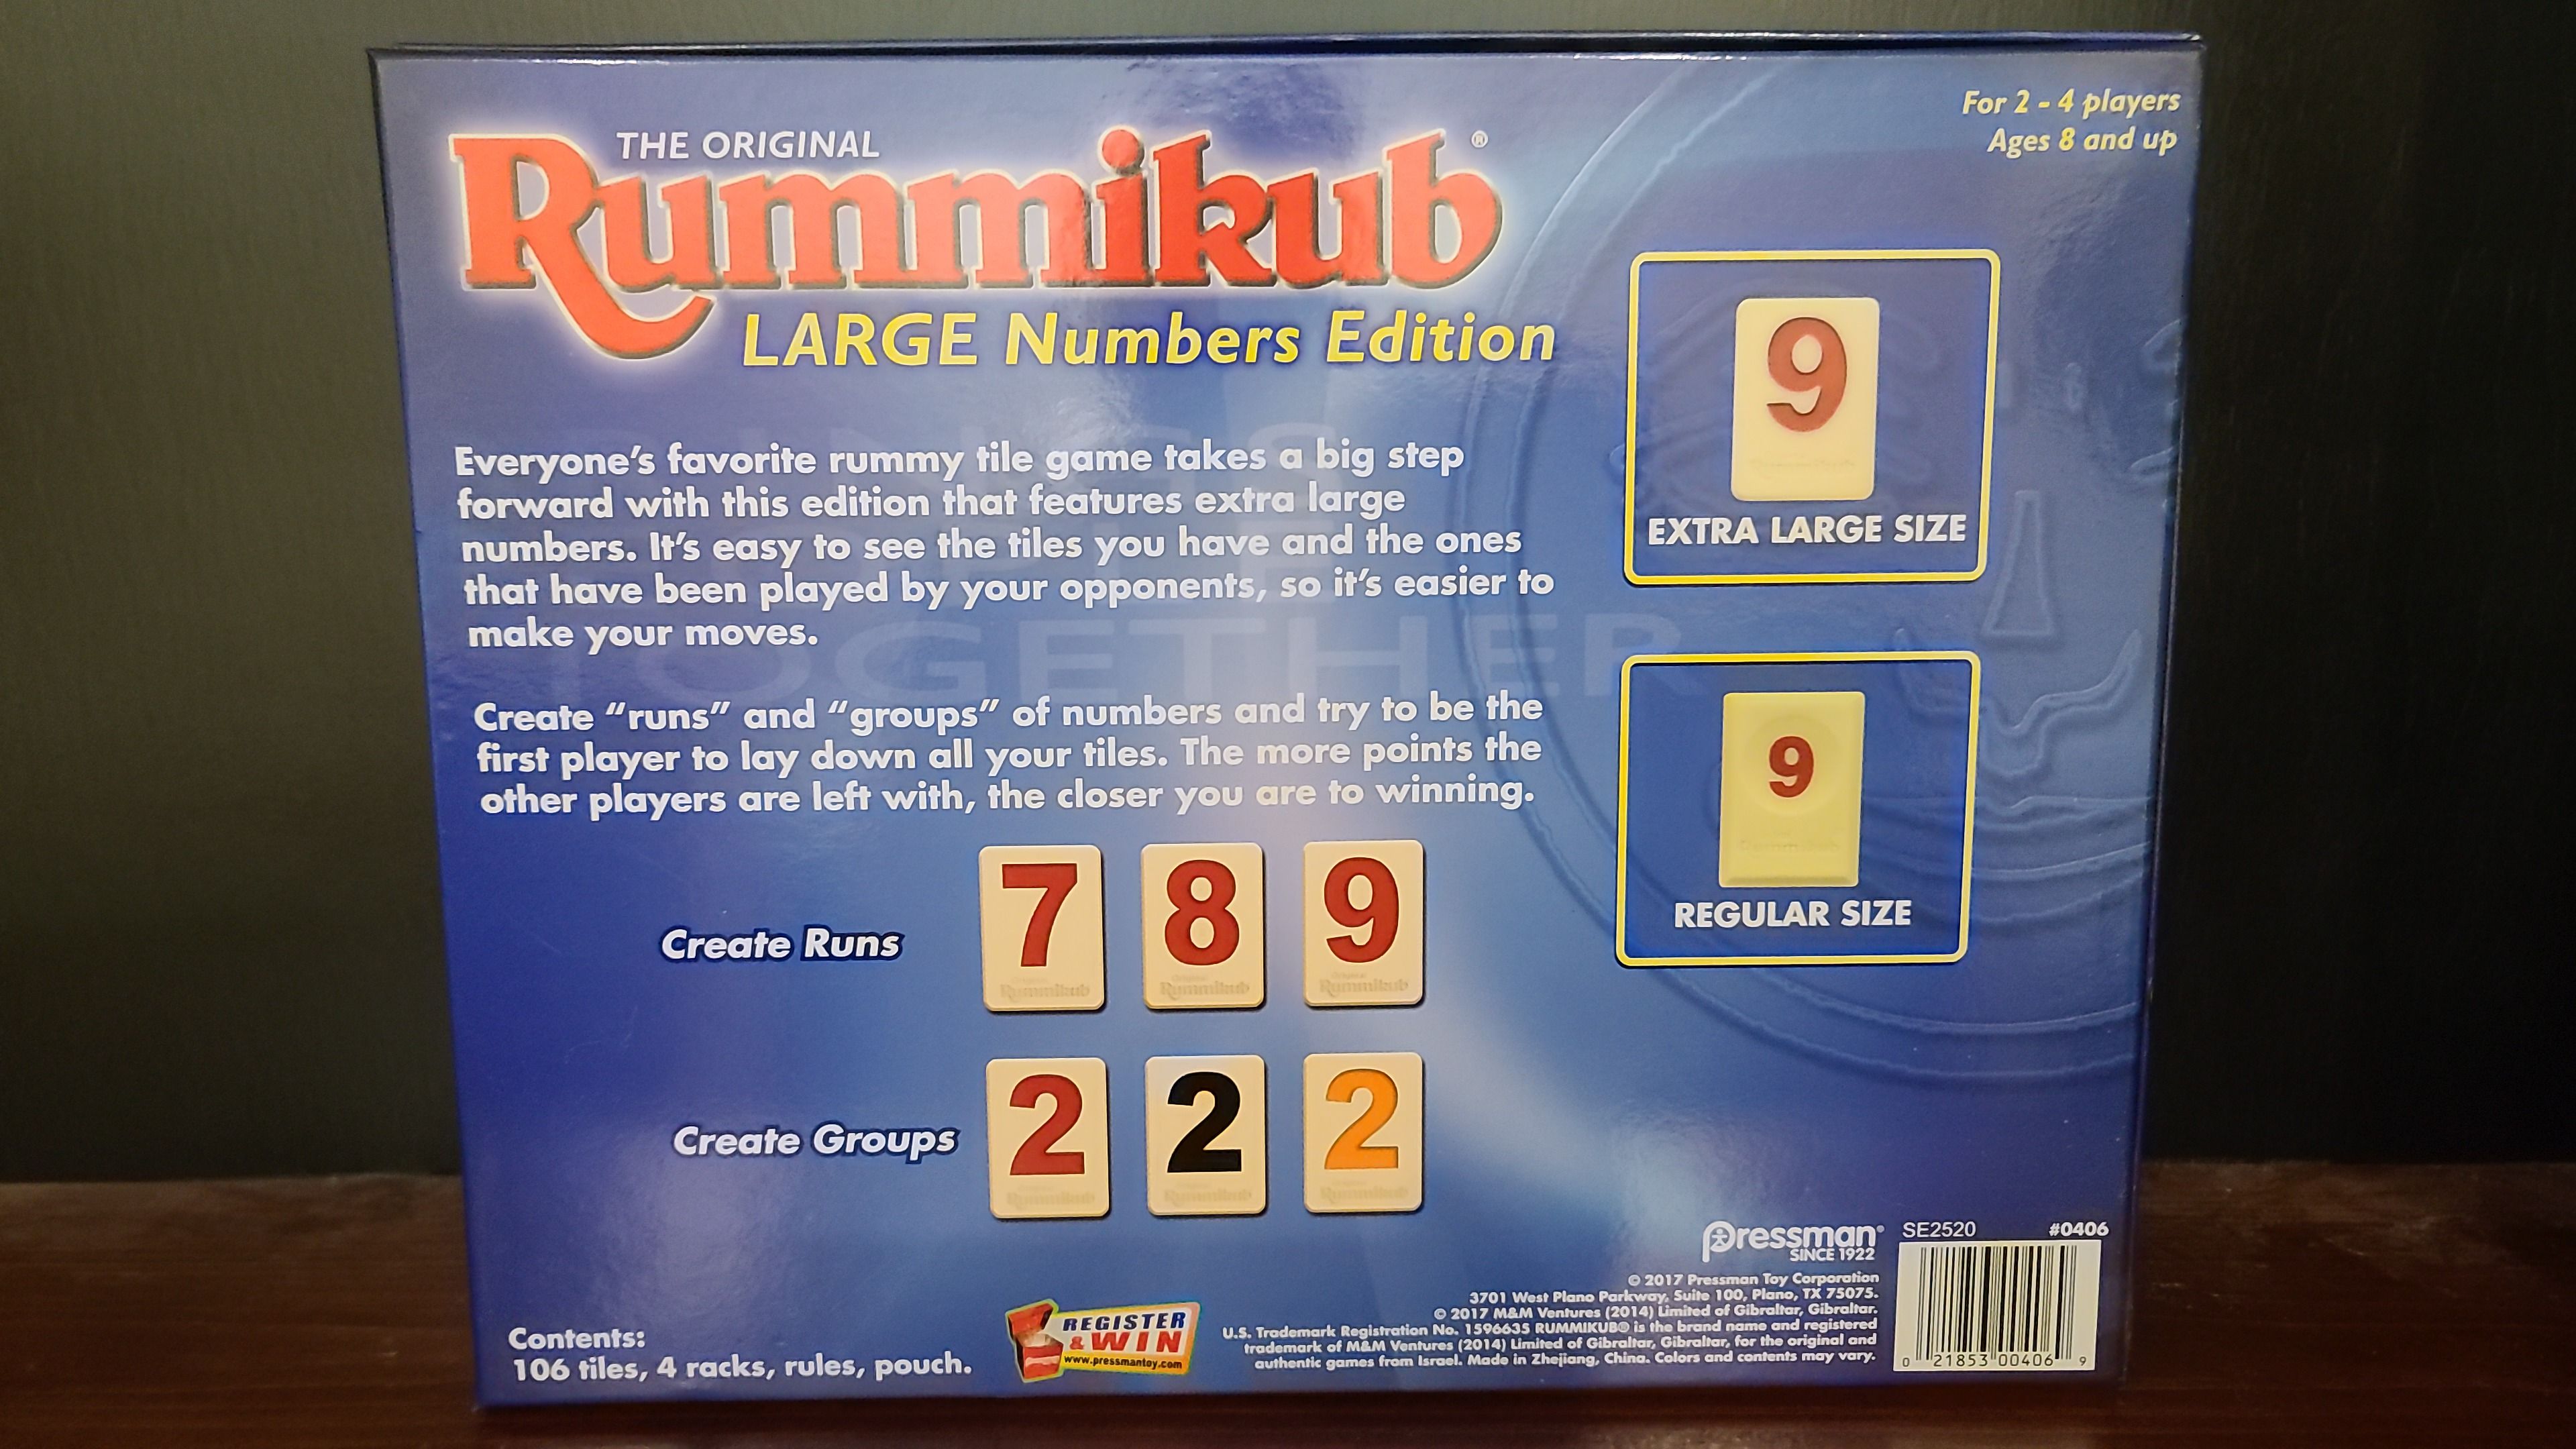 For 2 - 4 players
Ages 8 and up
THE ORIGINAL
Rummikub®
LARGE Numbers Edition
Everyone's favorite rummy tile game takes a big step
forward with this edition that features extra large
numbers. It's easy to see the tiles you have and the ones
that have been played by your opponents, so it's easier to
make your moves.
Create "runs" and "groups" of numbers and try to be the
first player to lay down all your tiles. The more points the
other players are left with, the closer you are to winning.
9
EXTRA LARGE SIZE
9
REGULAR SIZE
Create Runs
7 8 9
Rummikub Rummikub Rummikub
Create Groups
2 2 2
Rummikub Rummikub Rummikub
TOGETHER
Contents:
106 tiles, 4 racks, rules, pouch.
REGISTER
& WIN
www.pressmantoy.com
Pressman®
SINCE 1922
© 2017 Pressman Toy Corporation
3701 West Plano Parkway, Suite 100, Plano, TX 75075.
© 2017 M&M Ventures (2014) Limited of Gibraltar, Gibraltar.
U.S. Trademark Registration No. 1596635 RUMMIKUB® is the brand name and registered
trademark of M&M Ventures (2014) Limited of Gibraltar, Gibraltar, for the original and
authentic games from Israel. Made in Zhejiang, China. Colors and contents may vary.
SE2520 #0406
0 21853 00406 9